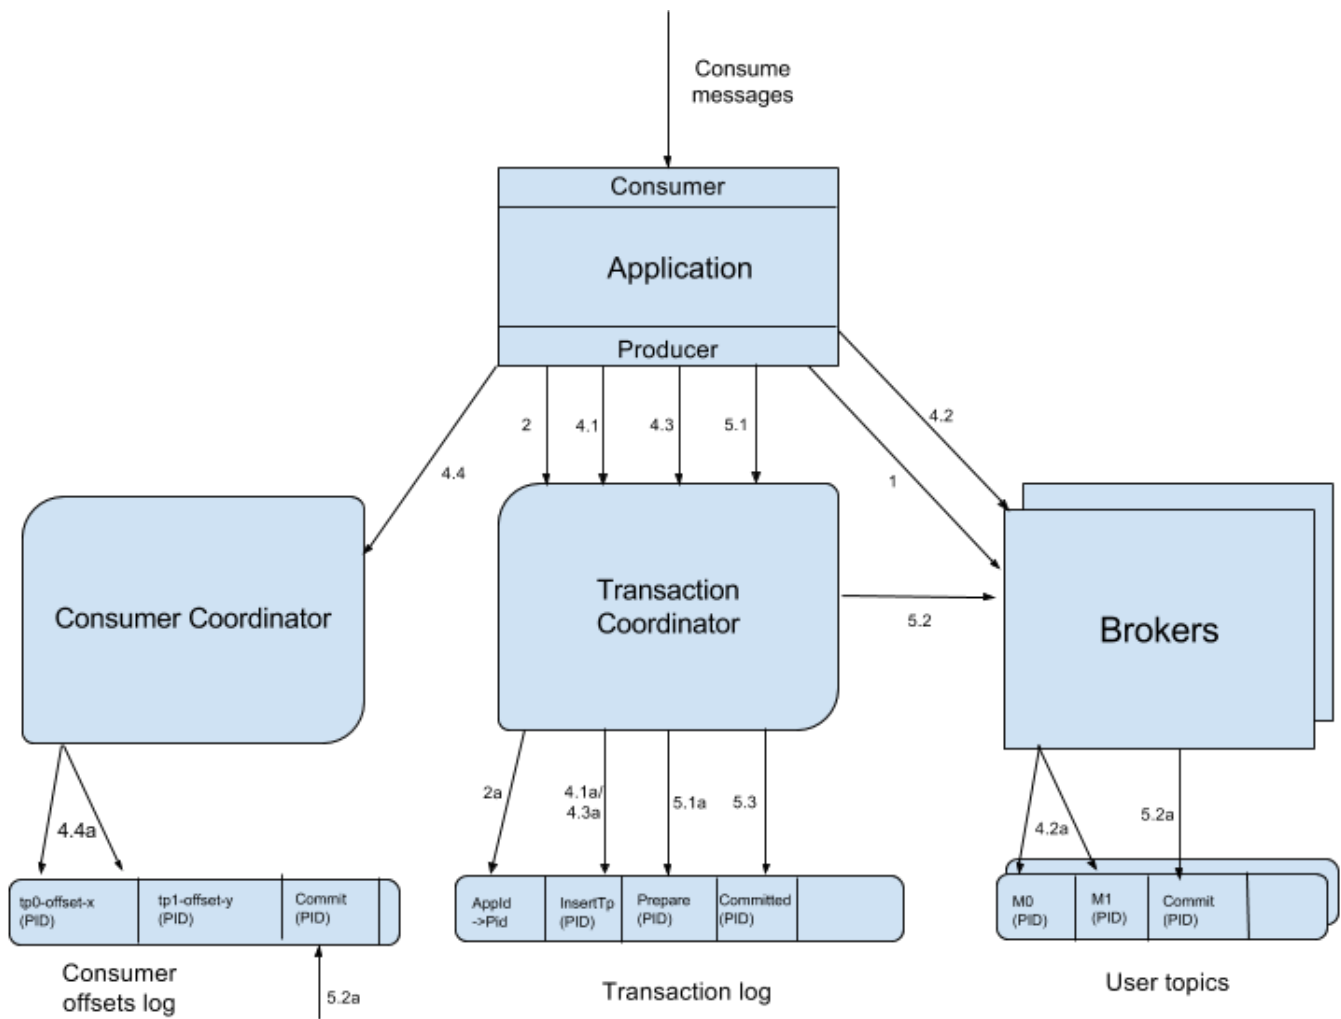 Consume
messages
Consumer
Application
Producer
4.4
2
4.1
4.3
5.1
1
4.2
Consumer Coordinator
Transaction
Coordinator
5.2
Brokers
4.4a
2a
4.1a/
4.3a
5.1a
5.3
4.2a
5.2a
tp0-offset-x
(PID)
tp1-offset-y
(PID)
Commit
(PID)
AppId
->Pid
InsertTp
(PID)
Prepare
(PID)
Committed
(PID)
M0
(PID)
M1
(PID)
Commit
(PID)
Consumer
offsets log
5.2a
Transaction log
User topics